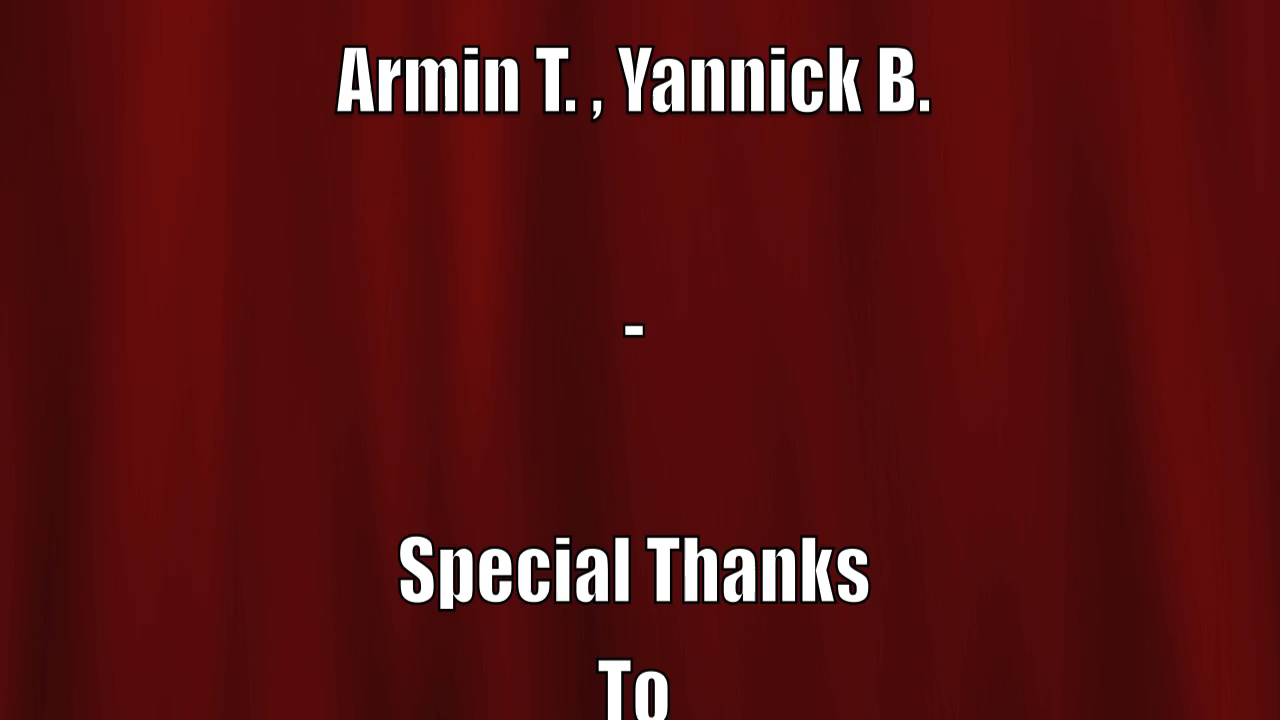 Armin T. , Yannick B.
-
Special Thanks
To